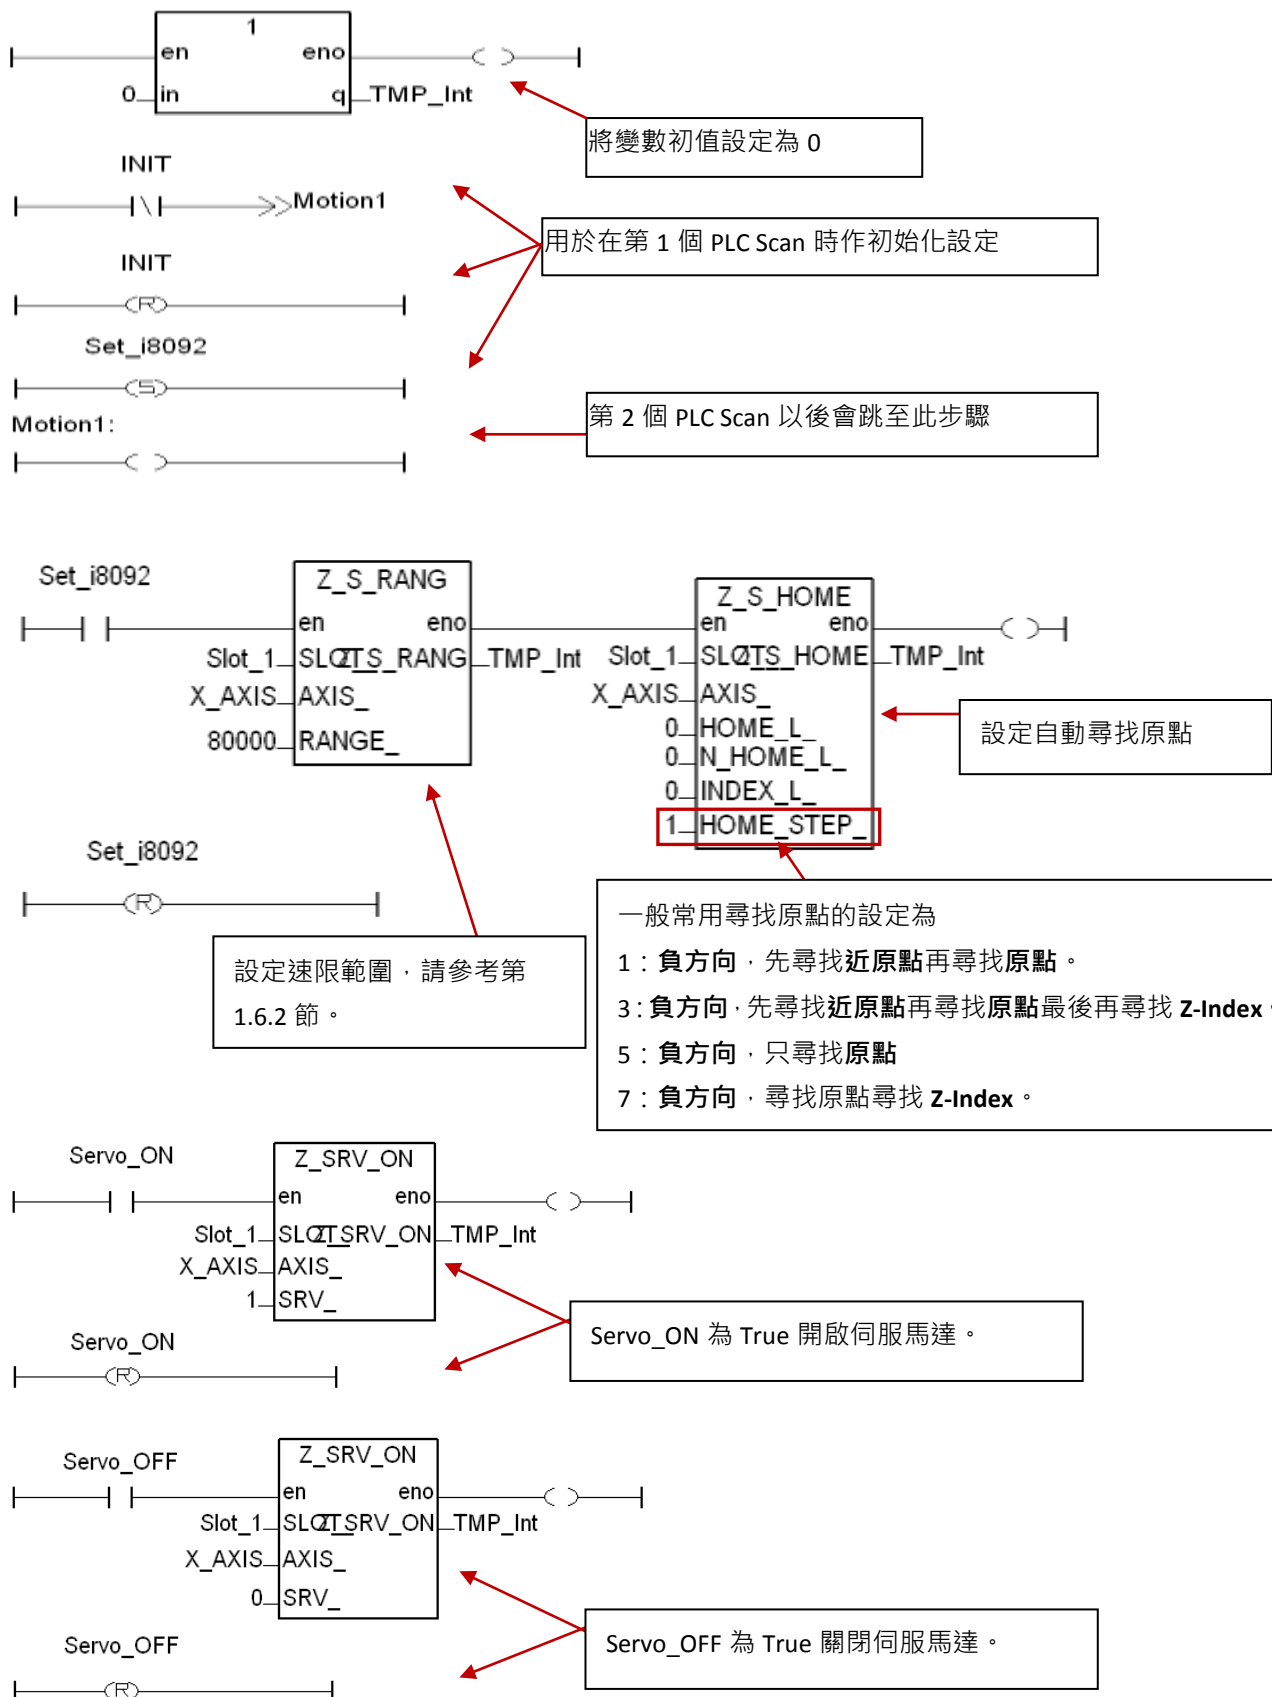 1
en eno
0 in q TMP_Int
將變數初值設定為 0
INIT
Motion1
用於在第 1 個 PLC Scan 時作初始化設定
INIT
R
Set_i8092
S
Motion1:
第 2 個 PLC Scan 以後會跳至此步驟
Set_i8092
Z_S_RANG
en eno
Slot_1 S_RANG TMP_Int
X_AXIS AXIS_
80000 RANGE_
Z_S_HOME
en eno
Slot_1 S_HOME TMP_Int
X_AXIS AXIS_
0 HOME_L_
0 N_HOME_L_
0 INDEX_L_
1 HOME_STEP_
設定自動尋找原點
Set_i8092
R
設定速限範圍，請參考第
1.6.2 節。
一般常用尋找原點的設定為
1：負方向，先尋找近原點再尋找原點。
3：負方向，先尋找近原點再尋找原點最後再尋找 Z-Index。
5：負方向，只尋找原點
7：負方向，尋找原點尋找 Z-Index。
Servo_ON
Z_SRV_ON
en eno
Slot_1 SRV_ON TMP_Int
X_AXIS AXIS_
1 SRV_
Servo_ON 為 True 開啟伺服馬達。
Servo_ON
R
Servo_OFF
Z_SRV_ON
en eno
Slot_1 SRV_ON TMP_Int
X_AXIS AXIS_
0 SRV_
Servo_OFF 為 True 關閉伺服馬達。
Servo_OFF
R